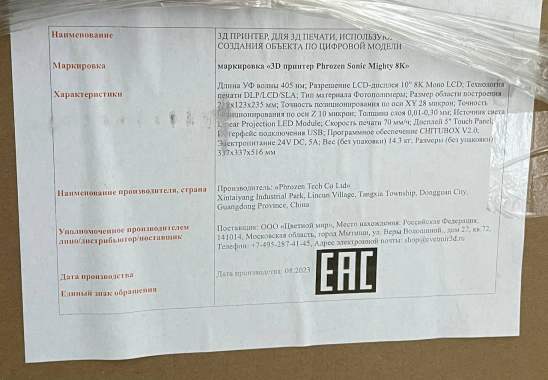 Наименование
3Д ПРИНТЕР, ДЛЯ 3Д ПЕЧАТИ,
СОЗДАНИЯ ОБЪЕКТА ПО ЦИФРОВОЙ МОДЕЛИ
Маркировка
маркировка «3D принтер Phrozen Sonic Mighty 8K»
Характеристики
Длина УФ волны 405 нм; Разрешение LCD-дисплея 10" 8K Mono LCD; Технология
печати DLP/LCD/SLA; Тип материала Фотополимеры; Размер области построения
x123x235 мм; Точность позиционирования по оси XY 28 микрон; Точность
по оси Z 10 микрон; Толщина слоя 0,01-0,30 мм; Источник света
Linear Projection LED Module; Скорость печати 70 мм/ч; Дисплей 5" Touch Panel;
Интерфейс подключения USB; Программное обеспечение CHITUBOX V2.0;
Электропитание 24V DC, 5A; Вес (без упаковки) 14.3 кг; Размеры (без упаковки)
337x337x516 мм
Наименование производителя, страна
Производитель: «Phrozen Tech Co Ltd»
Xintaiyang Industrial Park, Lincun Village, Tangxia Township, Dongguan City,
Guangdong Province, China
Уполномоченное производителем
лицо/дистрибьютор/поставщик
Поставщик: ООО «Цветной мир», Место нахождения: Российская Федерация,
141014, Московская область, город Мытищи, ул. Веры Волошиной, дом 27, кв.72,
Телефон: +7-495-287-41-45, Адрес электронной почты:
Дата производства
Дата производства: 08.2023
Единый знак обращения
EAC